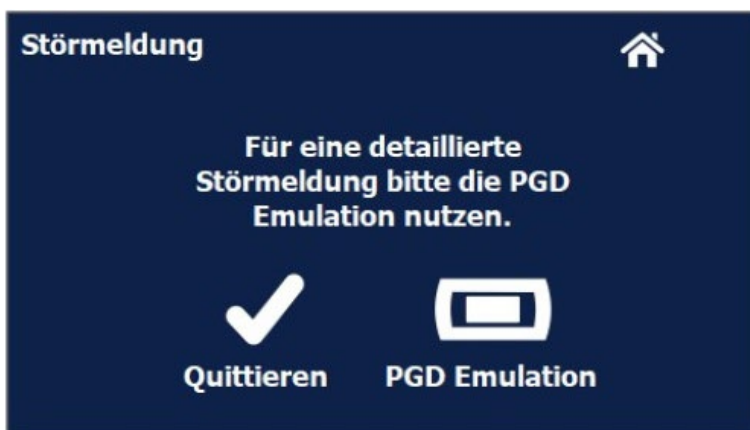 Störmeldung
Für eine detaillierte
Störmeldung bitte die PGD
Emulation nutzen.
Quittieren
PGD Emulation